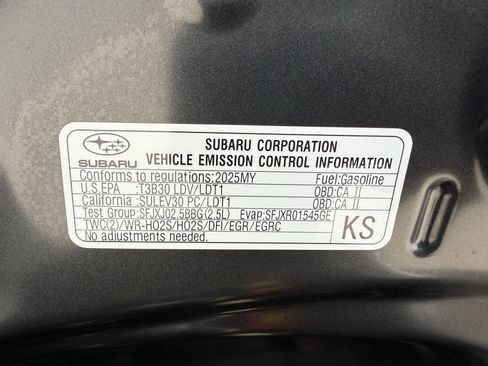 SUBARU
SUBARU CORPORATION
VEHICLE EMISSION CONTROL INFORMATION
Conforms to regulations:2025MY Fuel:Gasoline
U.S.EPA :T3B30 LDV/LDT1 OBD:CA II
California :SULEV30 PC/LDT1 OBD:CA II
Test Group:SFJXJ02.5BBG(2.5L) Evap:SFJXR01545GE
TWC(2)/WR-HO2S/HO2S/DFI/EGR/EGRC
No adjustments needed.
KS